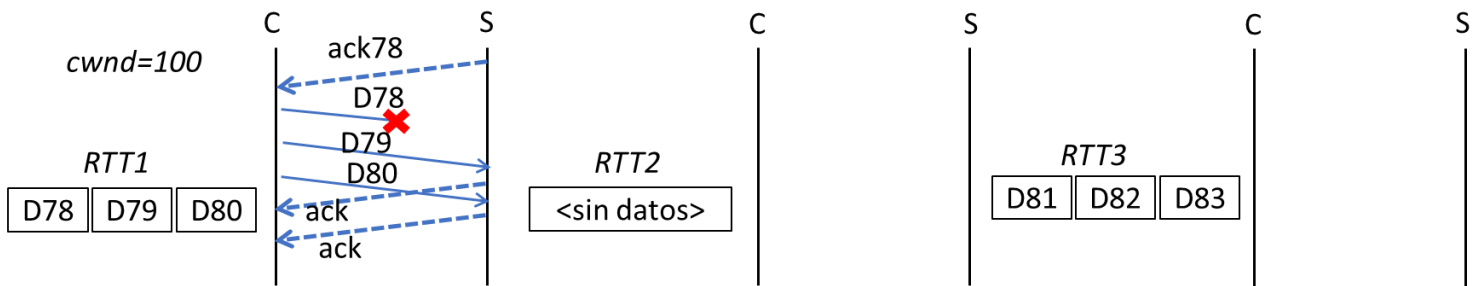 C S C S C S
cwnd=100
ack78
D78
D79
D80
RTT1
D78 D79 D80
ack
ack
RTT2
<sin datos>
RTT3
D81 D82 D83